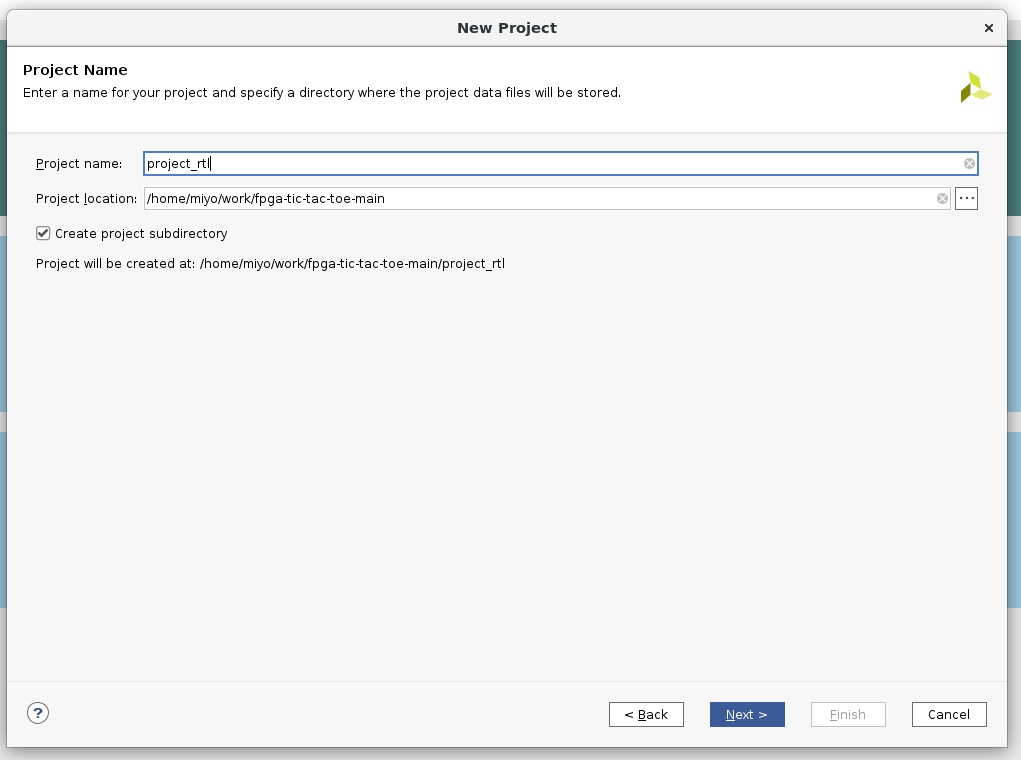 New Project
Project Name
Enter a name for your project and specify a directory where the project data files will be stored.
Project name: project_rtl
Project location: /home/miyo/work/fpga-tic-tac-toe-main ...
Create project subdirectory
Project will be created at: /home/miyo/work/fpga-tic-tac-toe-main/project_rtl
? < Back Next > Finish Cancel